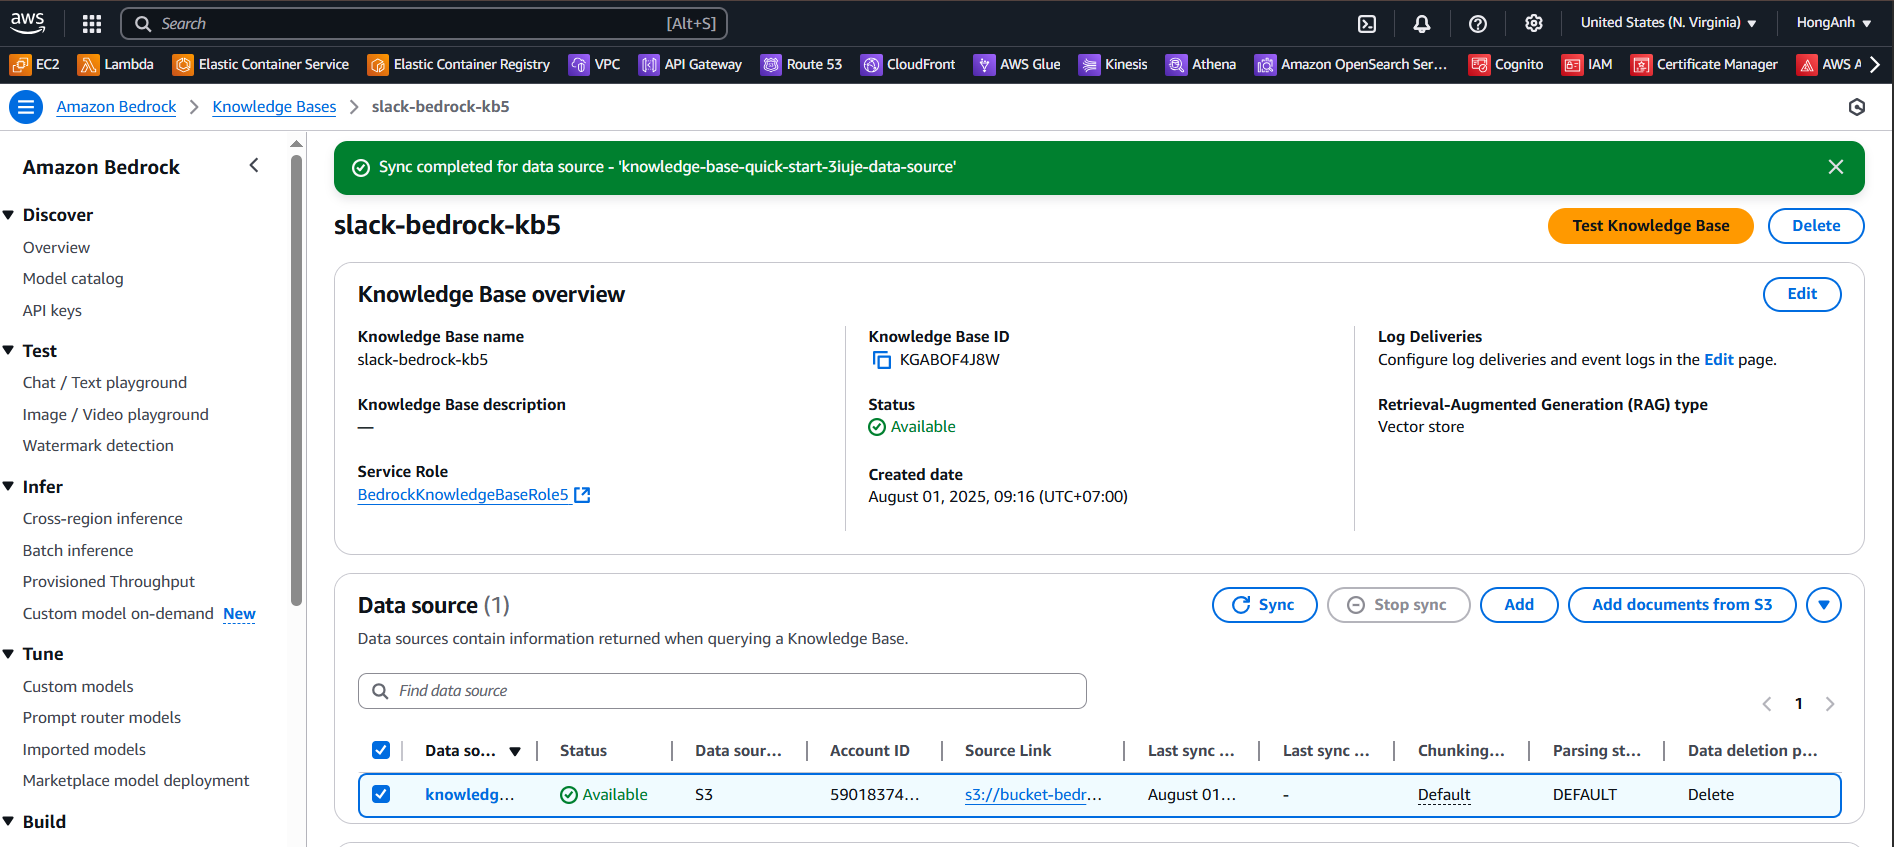 aws
Search [Alt+S]
United States (N. Virginia)
HongAnh
EC2 Lambda Elastic Container Service Elastic Container Registry VPC API Gateway Route 53 CloudFront AWS Glue Kinesis Athena Amazon OpenSearch Ser... Cognito IAM Certificate Manager AWS A
Amazon Bedrock Knowledge Bases slack-bedrock-kb5
Amazon Bedrock
Discover
Overview
Model catalog
API keys
Test
Chat / Text playground
Image / Video playground
Watermark detection
Infer
Cross-region inference
Batch inference
Provisioned Throughput
Custom model on-demand New
Tune
Custom models
Prompt router models
Imported models
Marketplace model deployment
Build
Sync completed for data source - 'knowledge-base-quick-start-3iuje-data-source'
slack-bedrock-kb5
Test Knowledge Base
Delete
Knowledge Base overview
Edit
Knowledge Base name
slack-bedrock-kb5
Knowledge Base description
—
Service Role
BedrockKnowledgeBaseRole5
Knowledge Base ID
KGABOF4J8W
Status
Available
Created date
August 01, 2025, 09:16 (UTC+07:00)
Log Deliveries
Configure log deliveries and event logs in the Edit page.
Retrieval-Augmented Generation (RAG) type
Vector store
Data source (1)
Sync
Stop sync
Add
Add documents from S3
Data sources contain information returned when querying a Knowledge Base.
Find data source
1
Data so... Status Data sour... Account ID Source Link Last sync ... Last sync ... Chunking... Parsing st... Data deletion p...
knowledg... Available S3 59018374... s3://bucket-bedr... August 01... - Default DEFAULT Delete